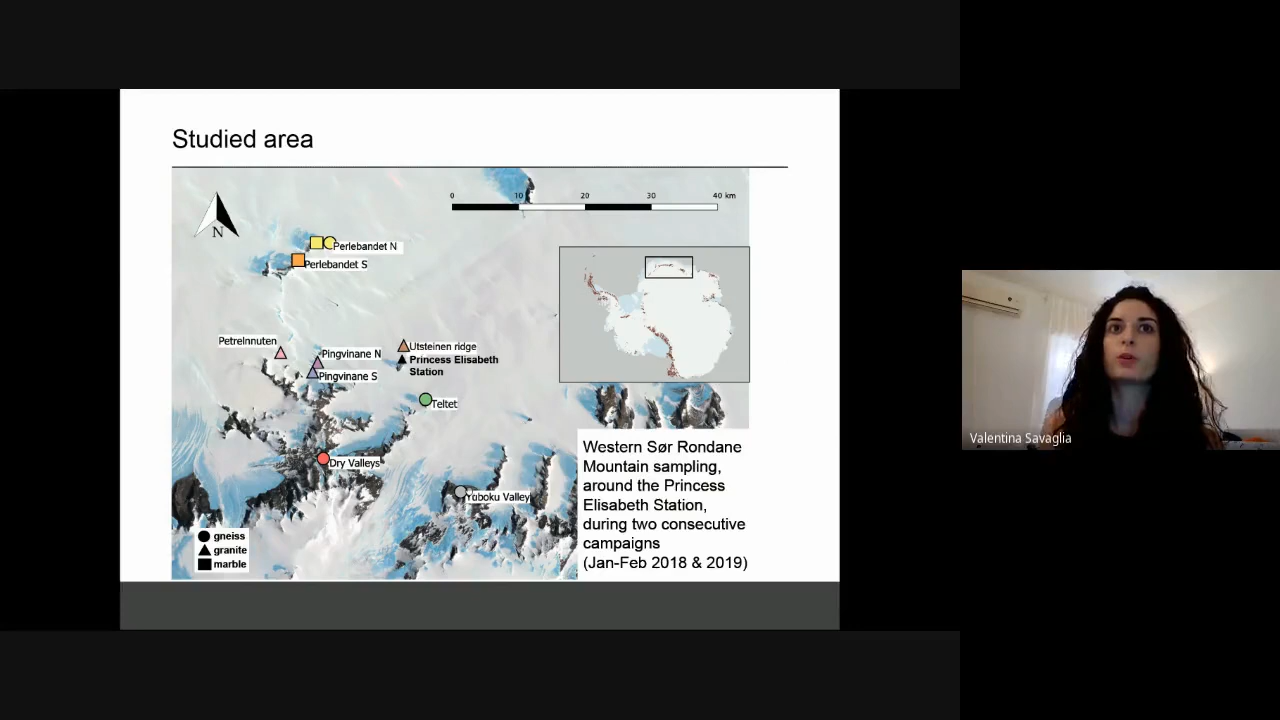 Studied area
0 10 20 30 40 km
N
Perlebandet N
Perlebandet S
Petrelnnuten
Pingvinane N
Pingvinane S
Utsteinen ridge
Princess Elisabeth
Station
Teltet
Dry Valleys
Yuboku Valley
gneiss
granite
marble
Western Sør Rondane
Mountain sampling,
around the Princess
Elisabeth Station,
during two consecutive
campaigns
(Jan-Feb 2018 & 2019)
Valentina Savaglia